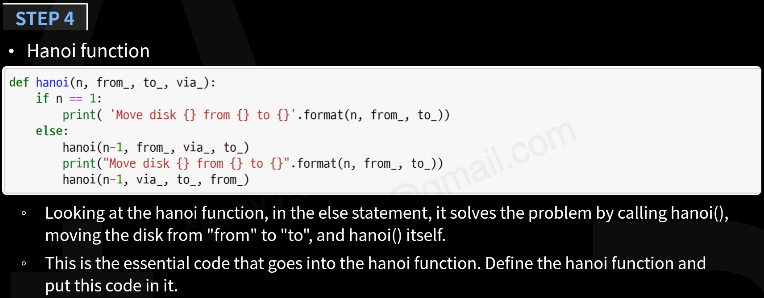 STEP 4
• Hanoi function
def hanoi(n, from_, to_, via_):
    if n == 1:
        print( 'Move disk {} from {} to {}'.format(n, from_, to_))
    else:
        hanoi(n-1, from_, via_, to_)
        print("Move disk {} from {} to {}".format(n, from_, to_))
        hanoi(n-1, via_, to_, from_)
◦ Looking at the hanoi function, in the else statement, it solves the problem by calling hanoi(),
moving the disk from "from" to "to", and hanoi() itself.
◦ This is the essential code that goes into the hanoi function. Define the hanoi function and
put this code in it.
@gmail.com